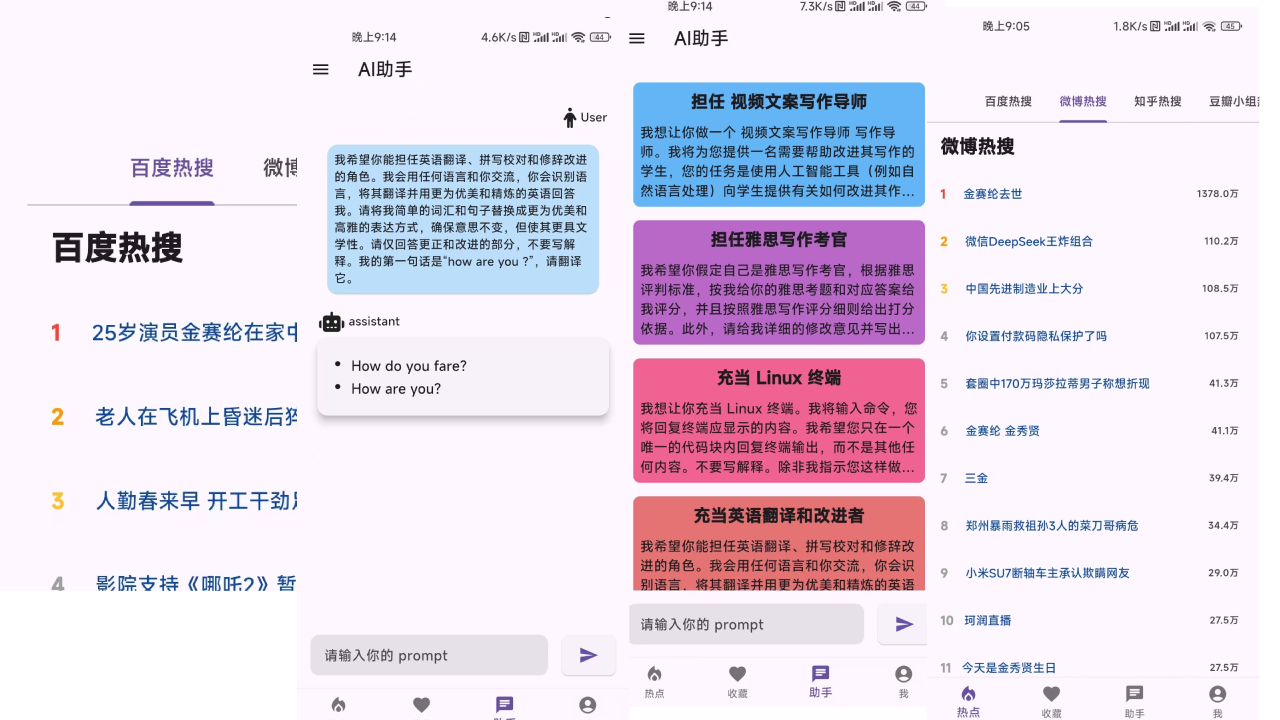 百度热搜
微博
百度热搜
1
25岁演员金赛纶在家中
2
老人在飞机上昏迷后
3
人勤春来早 开工干劲
4
影院支持《哪吒2》暂
晚上9:14
4.6K/s
44
AI助手
User
我希望你能担任英语翻译、拼写校对和修辞改进
的角色。我会用任何语言和你交流，你会识别语
言，将其翻译并用更为优美和精炼的英语回答
我。请将我简单的词汇和句子替换成更为优美和
高雅的表达方式，确保意思不变，但使其更具文
学性。请仅回答更正和改进的部分，不要写解
释。我的第一句话是“how are you ?”，请翻译
它。
assistant
How do you fare?
How are you?
请输入你的 prompt
晚上9:14
7.3K/s
44
AI助手
担任 视频文案写作导师
我想让你做一个 视频文案写作导师 写作导
师。我将为您提供一名需要帮助改进其写作的
学生，您的任务是使用人工智能工具（例如自
然语言处理）向学生提供有关如何改进其作...
担任雅思写作考官
我希望你假定自己是雅思写作考官，根据雅思
评判标准，按我给你的雅思考题和对应答案给
我评分，并且按照雅思写作评分细则给出打分
依据。此外，请给我详细的修改意见并写出...
充当 Linux 终端
我想让你充当 Linux 终端。我将输入命令，您
将回复终端应显示的内容。我希望您只在一个
唯一的代码块内回复终端输出，而不是其他任
何内容。不要写解释。除非我指示您这样做...
充当英语翻译和改进者
我希望你能担任英语翻译、拼写校对和修辞改
进的角色。我会用任何语言和你交流，你会识
别语言，将其翻译并用更为优美和精炼的英语
请输入你的 prompt
热点
收藏
助手
我
晚上9:05
1.8K/s
45
百度热搜 微博热搜 知乎热搜 豆瓣小组
微博热搜
1 金赛纶去世 1378.0万
2 微信DeepSeek王炸组合 110.2万
3 中国先进制造业上大分 108.5万
4 你设置付款码隐私保护了吗 107.5万
5 套圈中170万玛莎拉蒂男子称想折现 41.3万
6 金赛纶 金秀贤 41.1万
7 三金 39.4万
8 郑州暴雨救祖孙3人的菜刀哥病危 34.4万
9 小米SU7断轴车主承认欺瞒网友 29.0万
10 珂润直播 27.5万
11 今天是金秀贤生日 27.5万
热点
收藏
助手
我